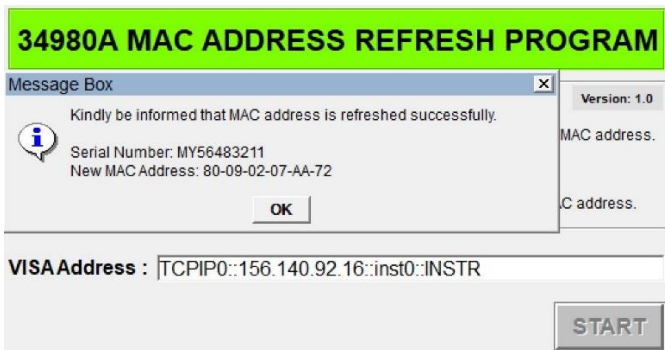 34980A MAC ADDRESS REFRESH PROGRAM
Message Box
Version: 1.0
Kindly be informed that MAC address is refreshed successfully.
MAC address.
Serial Number: MY56483211
New MAC Address: 80-09-02-07-AA-72
C address.
OK
VISA Address : TCPIP0::156.140.92.16::inst0::INSTR
START